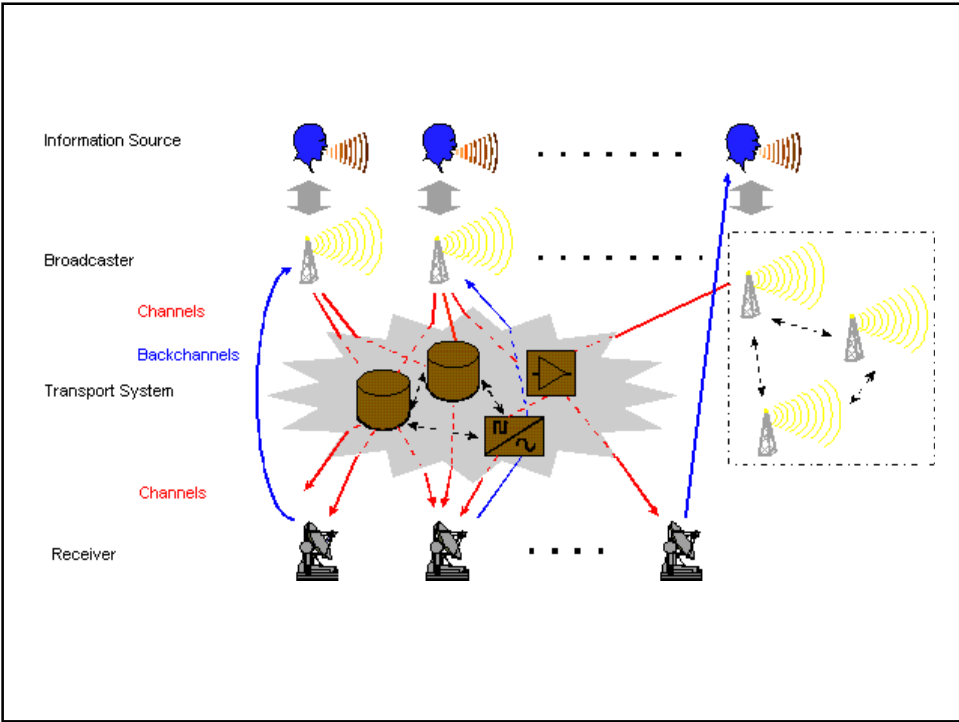 Information Source
Broadcaster
Channels
Backchannels
Transport System
Channels
Receiver